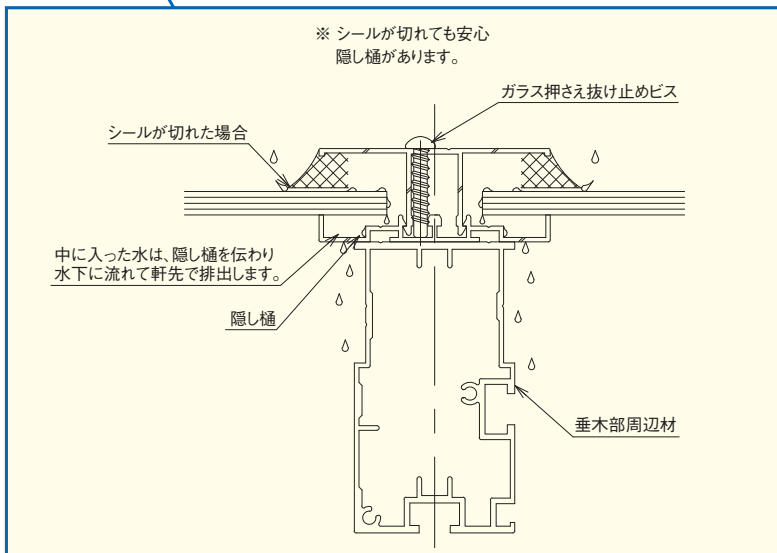 ※ シールが切れても安心
隠し樋があります。
ガラス押さえ抜け止めビス
シールが切れた場合
中に入った水は、隠し樋を伝わり
水下に流れて軒先で排出します。
隠し樋
垂木部周辺材